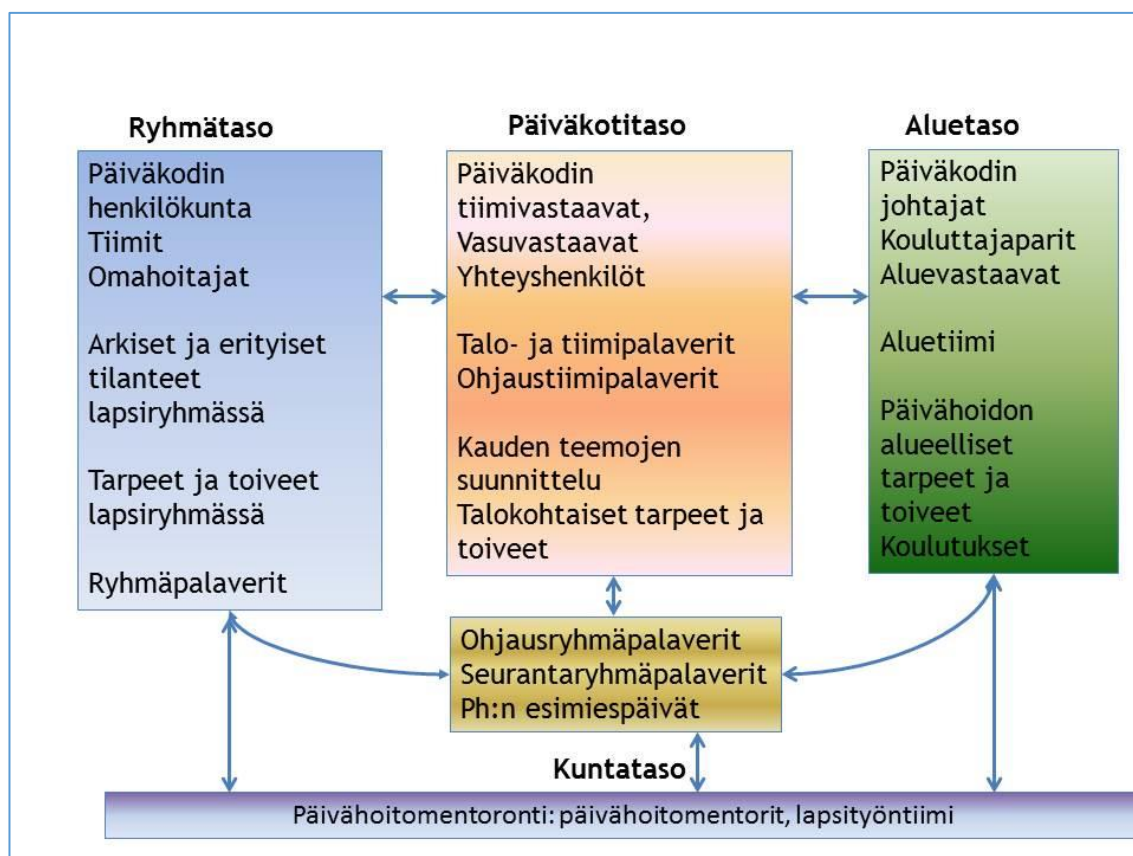 Ryhmätaso
Päiväkodin
henkilökunta
Tiimit
Omahoitajat
Arkiset ja erityiset
tilanteet
lapsiryhmässä
Tarpeet ja toiveet
lapsiryhmässä
Ryhmäpalaverit
Päiväkotitaso
Päiväkodin
tiimivastaavat,
Vasuvastaavat
Yhteyshenkilöt
Talo- ja tiimipalaverit
Ohjaustiimipalaverit
Kauden teemojen
suunnittelu
Talokohtaiset tarpeet ja
toiveet
Aluetaso
Päiväkodin
johtajat
Kouluttajaparit
Aluevastaavat
Aluetiimi
Päivähoidon
alueelliset
tarpeet ja
toiveet
Koulutukset
Ohjausryhmäpalaverit
Seurantaryhmäpalaverit
Ph:n esimiespäivät
Kuntataso
Päivähoitomentoronti: päivähoitomentorit, lapsityöntiimi